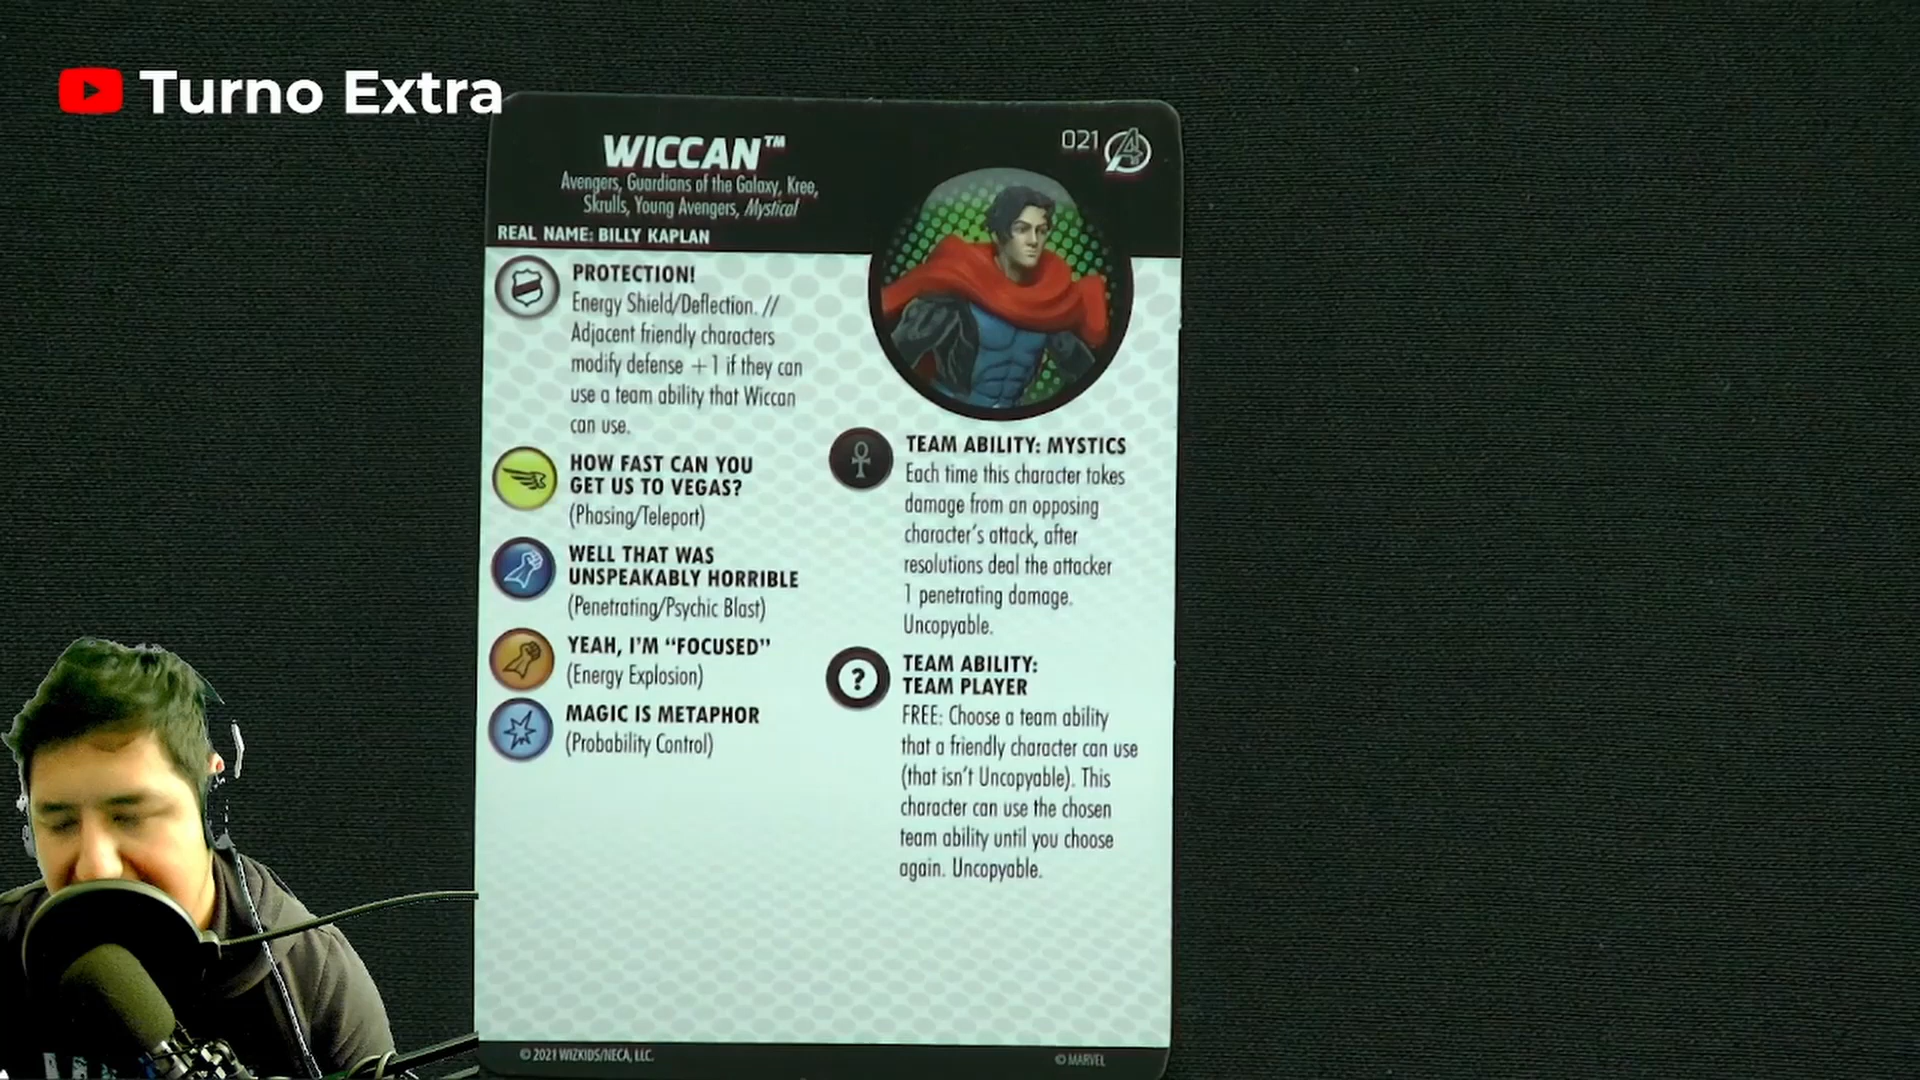 Turno Extra
WICCAN™
021
Avengers, Guardians of the Galaxy, Kree,
Skrulls, Young Avengers, Mystical
REAL NAME: BILLY KAPLAN
PROTECTION!
Energy Shield/Deflection. //
Adjacent friendly characters
modify defense +1 if they can
use a team ability that Wiccan
can use.
HOW FAST CAN YOU
GET US TO VEGAS?
(Phasing/Teleport)
WELL THAT WAS
UNSPEAKABLY HORRIBLE
(Penetrating/Psychic Blast)
YEAH, I'M “FOCUSED”
(Energy Explosion)
MAGIC IS METAPHOR
(Probability Control)
TEAM ABILITY: MYSTICS
Each time this character takes
damage from an opposing
character's attack, after
resolutions deal the attacker
1 penetrating damage.
Uncopyable.
?
TEAM ABILITY:
TEAM PLAYER
FREE: Choose a team ability
that a friendly character can use
(that isn't Uncopyable). This
character can use the chosen
team ability until you choose
again. Uncopyable.
© 2021 WIZKIDS/NECA, LLC.
© MARVEL